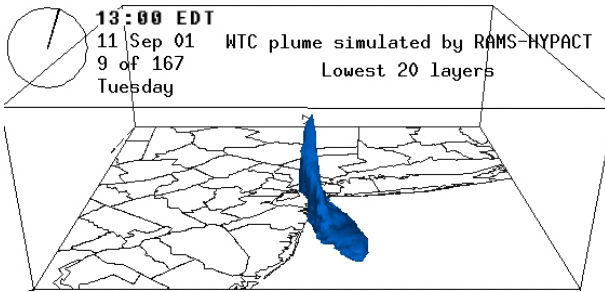 13:00 EDT
11 Sep 01 WTC plume simulated by RAMS-HYPACT
9 of 167 Lowest 20 layers
Tuesday